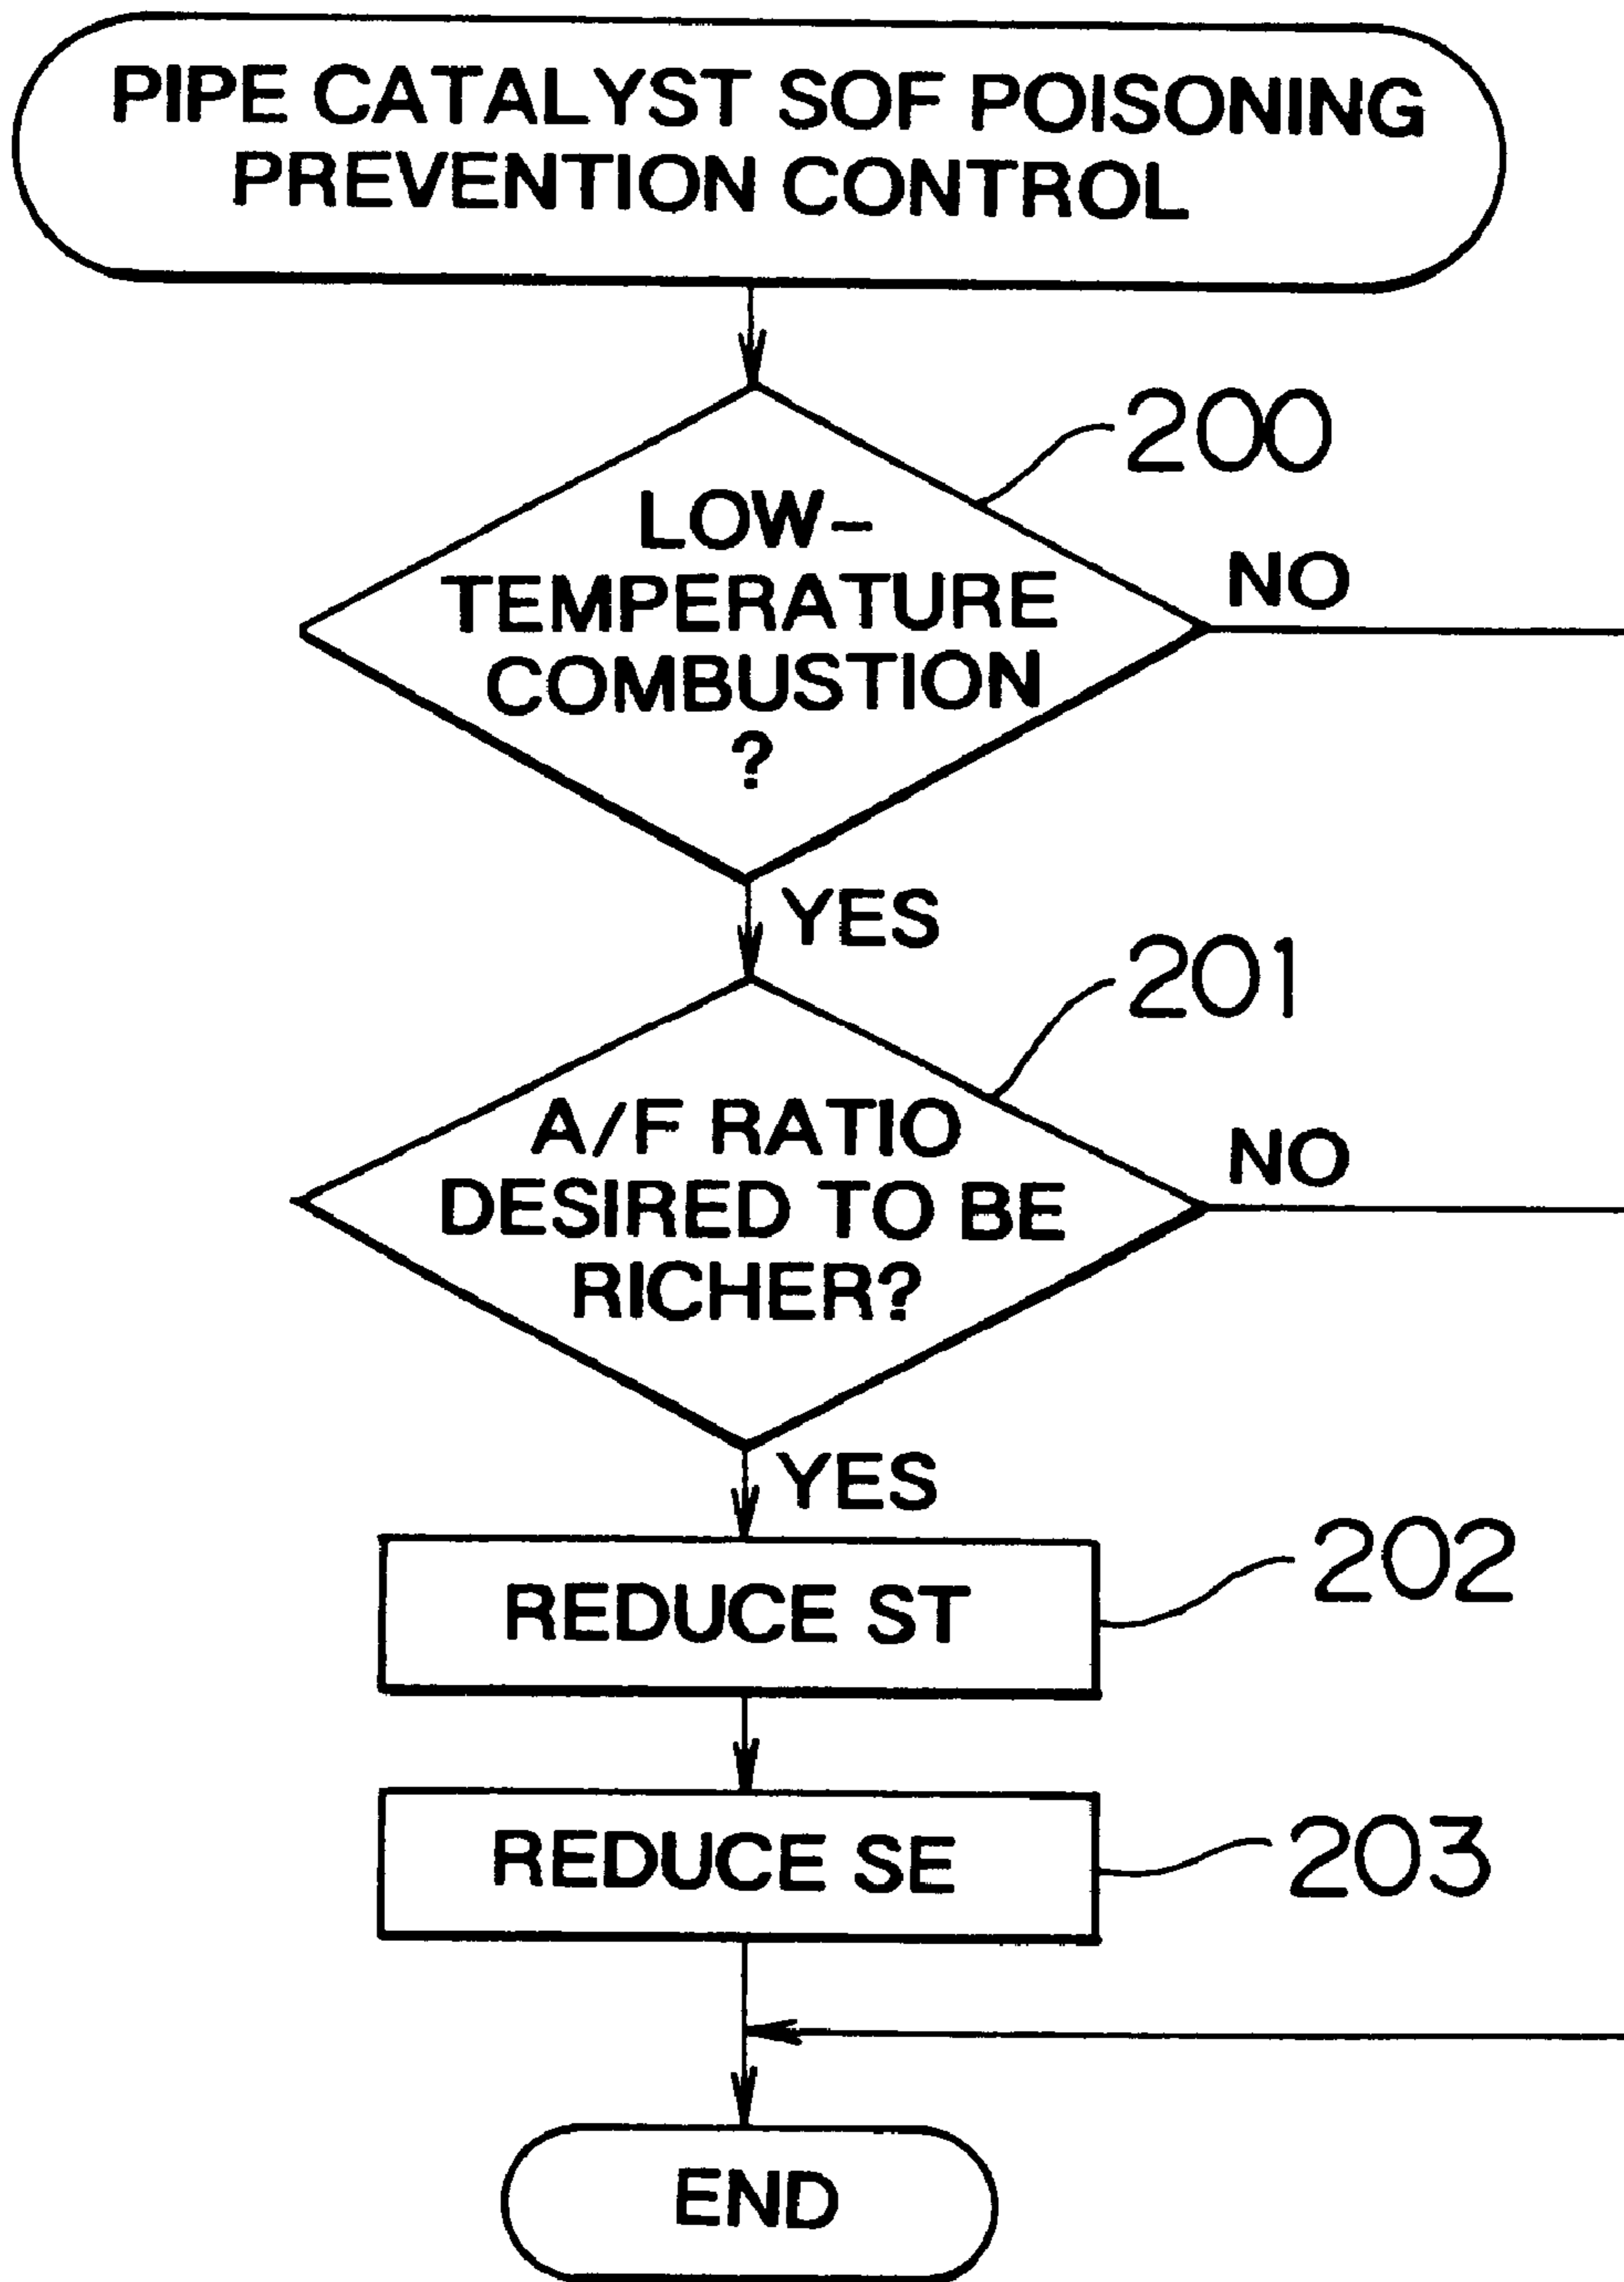 PIPE CATALYST SOF POISONING
PREVENTION CONTROL
200
LOW-
TEMPERATURE
COMBUSTION
?
NO
YES
201
A/F RATIO
DESIRED TO BE
RICHER?
NO
YES
202
REDUCE ST
203
REDUCE SE
END